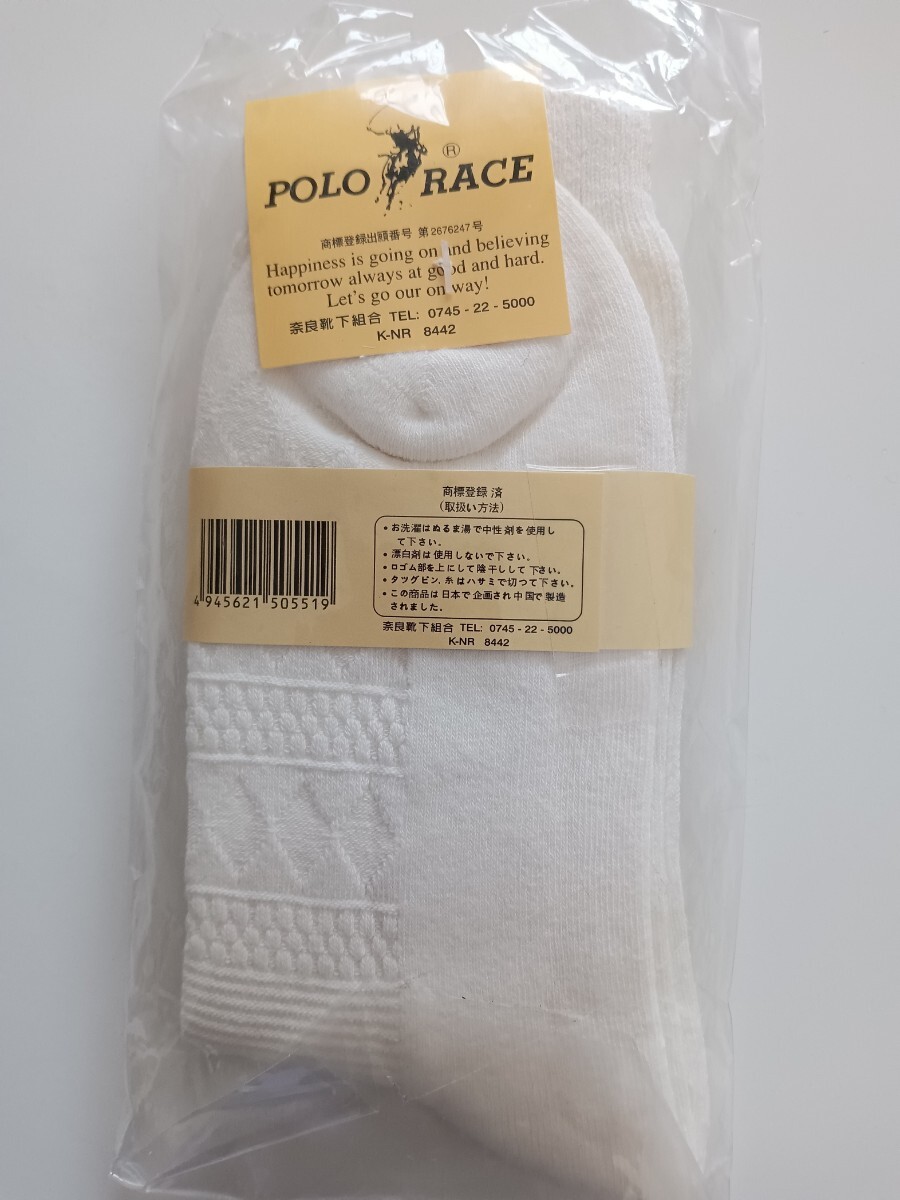 POLO RACE ®
商標登録出願番号 第2676247号
Happiness is going on and believing
tomorrow always at good and hard.
Let's go our on way!
奈良靴下組合 TEL: 0745-22-5000
K-NR 8442
商標登録 済
(取扱い方法)
• お洗濯はぬるま湯で中性剤を使用し
て下さい。
• 漂白剤は使用しないで下さい。
• ロゴム部を上にして陰干しして下さい。
• タツグピン、糸はハサミで切つて下さい。
• この商品は日本で企画され中国で製造
されました。
奈良靴下組合 TEL: 0745-22-5000
K-NR 8442
4 945621 505519